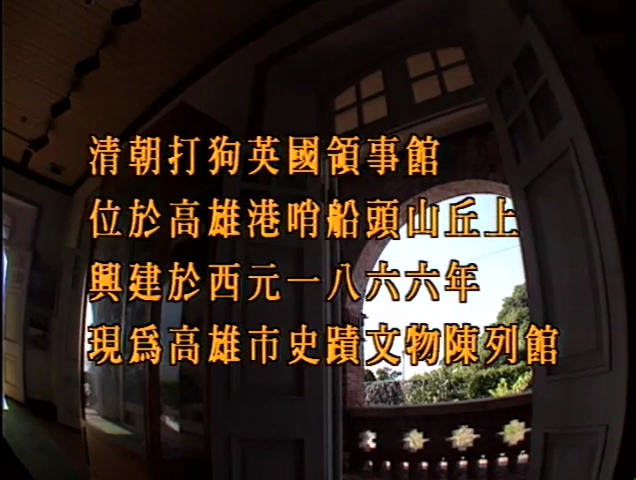 清朝打狗英國領事館
位於高雄港哨船頭山丘上
興建於西元一八六六年
現爲高雄市史蹟文物陳列館